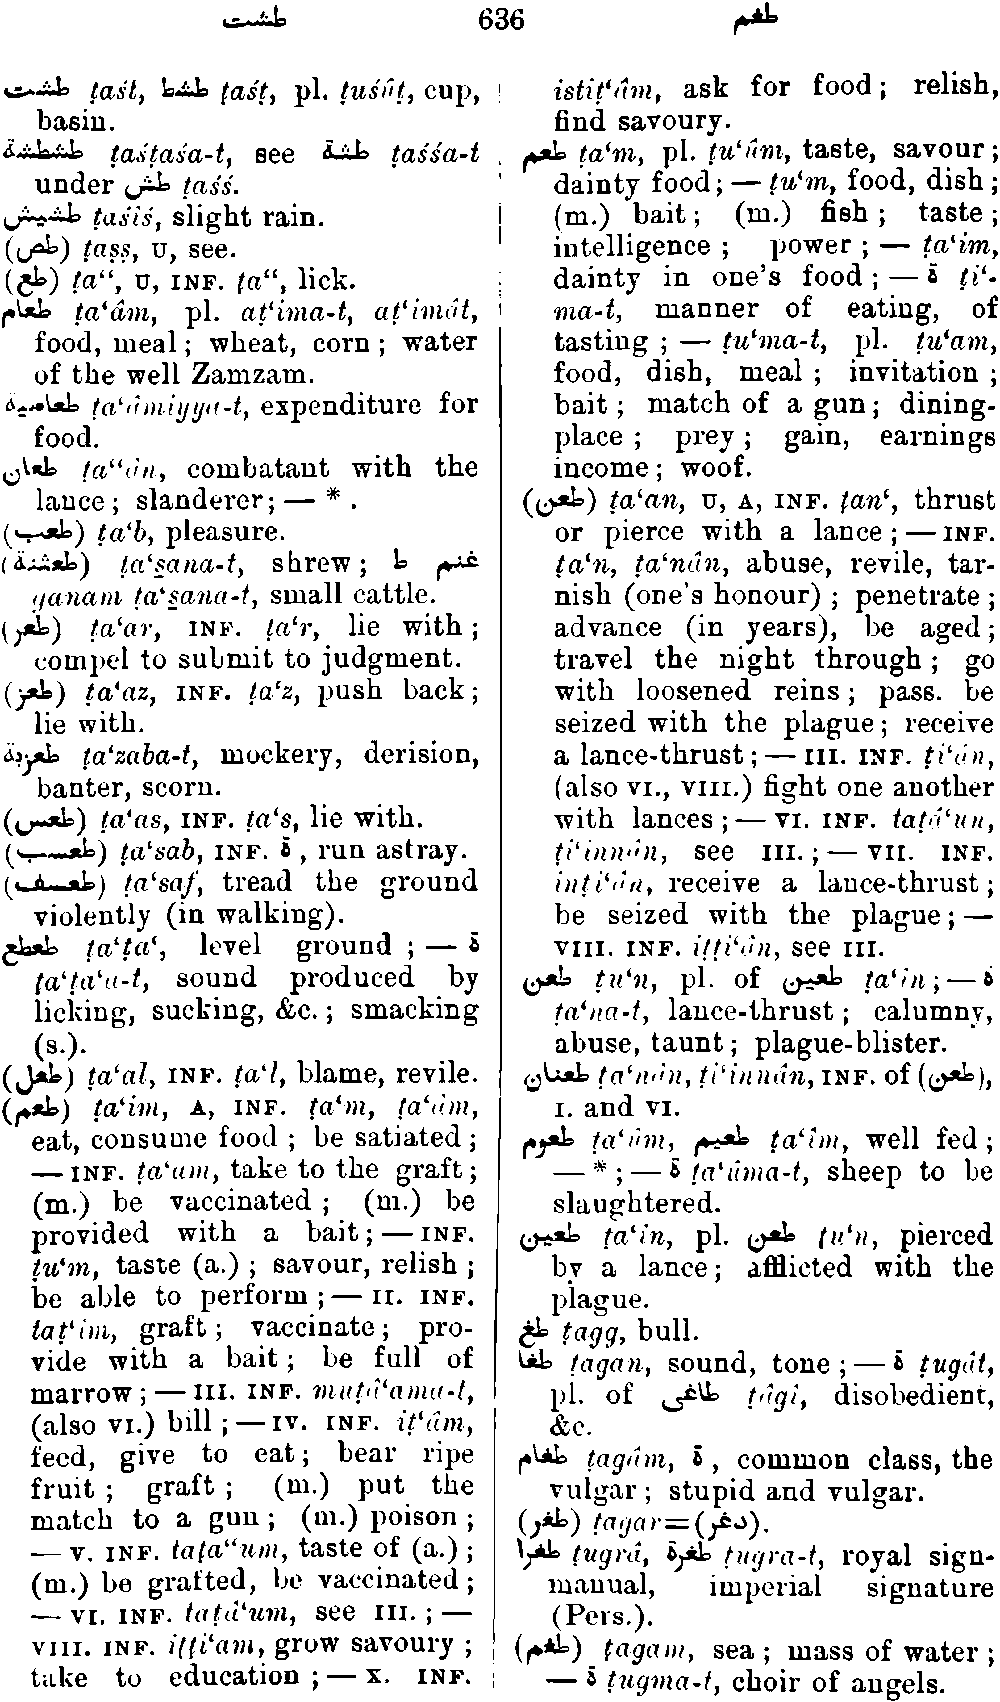 طشت 636 طغم
طشت ṭaśt, طشط ṭaśṭ, pl. ṭuśûṭ, cup,
basin.
طشطشة ṭaśṭaśa-t, see طشة ṭaśśa-t
under طش ṭaśś.
طشيش ṭaśîś, slight rain.
(طص) ṭaṣṣ, U, see.
(طع) ṭa‘‘, U, INF. ṭa‘‘, lick.
طعام ṭa‘âm, pl. aṭ‘ima-t, aṭ‘imât,
food, meal; wheat, corn; water
of the well Zamzam.
طعامية ṭa‘âmiyya-t, expenditure for
food.
طعان ṭa‘‘ân, combatant with the
lance; slanderer; — * .
(طعب) ṭa‘b, pleasure.
(طعثنة) ṭa‘s̱ana-t, shrew; غنم ط
ganam ṭa‘s̱ana-t, small cattle.
(طعر) ṭa‘ar, INF. ṭa‘r, lie with;
compel to submit to judgment.
(طعز) ṭa‘az, INF. ṭa‘z, push back;
lie with.
طعزبة ṭa‘zaba-t, mockery, derision,
banter, scorn.
(طعس) ṭa‘as, INF. ṭa‘s, lie with.
(طعسب) ṭa‘sab, INF. ة, run astray.
(طعسف) ṭa‘saf, tread the ground
violently (in walking).
طعطع ṭa‘ṭa‘, level ground ; — ة
ṭa‘ṭa‘a-t, sound produced by
licking, sucking, &c.; smacking
(s.).
(طعل) ṭa‘al, INF. ṭa‘l, blame, revile.
(طعم) ṭa‘im, A, INF. ṭa‘m, ṭa‘âm,
eat, consume food ; be satiated ;
— INF. ṭa‘am, take to the graft;
(m.) be vaccinated ; (m.) be
provided with a bait; — INF.
ṭu‘m, taste (a.) ; savour, relish ;
be able to perform ; — II. INF.
taṭ‘îm, graft; vaccinate; pro-
vide with a bait; be full of
marrow; — III. INF. muṭâ‘ama-t,
(also VI.) bill ; — IV. INF. iṭ‘âm,
feed, give to eat; bear ripe
fruit ; graft ; (m.) put the
match to a gun ; (m.) poison ;
— V. INF. taṭa‘‘um, taste of (a.) ;
(m.) be grafted, be vaccinated ;
— VI. INF. taṭâ‘um, see III. ; —
VIII. INF. iṭṭi‘am, grow savoury ;
take to education ; — X. INF.
istiṭ‘âm, ask for food; relish,
find savoury.
طعم ṭa‘m, pl. ṭu‘ûm, taste, savour;
dainty food; — ṭu‘m, food, dish;
(m.) bait; (m.) fish; taste;
intelligence ; power ; — ṭa‘im,
dainty in one's food; — ة ṭi‘-
ma-t, manner of eating, of
tasting ; — ṭu‘ma-t, pl. ṭu‘am,
food, dish, meal ; invitation ;
bait ; match of a gun; dining-
place ; prey ; gain, earnings
income; woof.
(طعن) ṭa‘an, U, A, INF. ṭan‘, thrust
or pierce with a lance; — INF.
ṭa‘n, ṭa‘nân, abuse, revile, tar-
nish (one's honour) ; penetrate ;
advance (in years), be aged;
travel the night through ; go
with loosened reins; pass. be
seized with the plague; receive
a lance-thrust; — III. INF. ṭi‘ân,
(also VI., VIII.) fight one another
with lances; — VI. INF. taṭâ‘un,
ṭi‘innân, see III. ; — VII. INF.
inṭi‘ân, receive a lance-thrust;
be seized with the plague; —
VIII. INF. iṭṭi‘ân, see III.
طعن ṭu‘n, pl. of طعين ṭa‘în; — ة
ṭa‘na-t, lance-thrust; calumny,
abuse, taunt; plague-blister.
طعنان ṭa‘nân, ṭi‘innân, INF. of (طعن),
I. and VI.
طعوم ṭa‘ûm, طعيم ṭa‘îm, well fed;
— * ; — ة ṭa‘ûma-t, sheep to be
slaughtered.
طعين ṭa‘în, pl. طعن ṭu‘n, pierced
by a lance; afflicted with the
plague.
طغ ṭagg, bull.
طغا ṭagan, sound, tone ; — ة ṭugât,
pl. of طاغى ṭâgî, disobedient,
&c.
طغام ṭagâm, ة, common class, the
vulgar ; stupid and vulgar.
(طغر) ṭagar=(دغر).
طغرا ṭugrâ, طغرة ṭugra-t, royal sign-
manual, imperial signature
(Pers.).
(طغم) ṭagam, sea ; mass of water ;
— ة ṭugma-t, choir of angels.